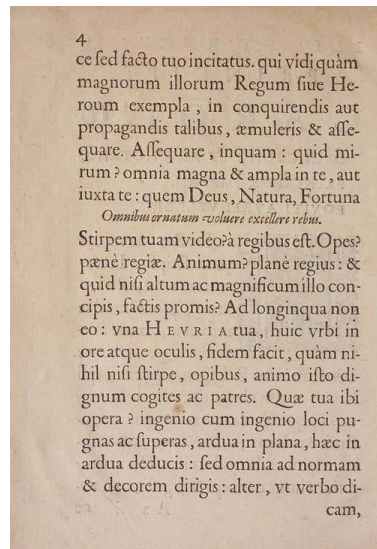 4
ce ſed facto tuo incitatus. qui vidi quàm
magnorum illorum Regum ſiue He-
roum exempla, in conquirendis aut
propagandis talibus, æmuleris & aſſe-
quare. Aſſequare, inquam: quid mi-
rum? omnia magna & ampla in te, aut
iuxta te: quem Deus, Natura, Fortuna
Omnibus ornatum voluere excellere rebus.
Stirpem tuam video? à regibus eſt. Opes?
pænè regiæ. Animum? planè regius: &
quid niſi altum ac magnificum illo con-
cipis, factis promis? Ad longinqua non
eo: vna HEVRIA tua, huic vrbi in
ore atque oculis, fidem facit, quàm ni-
hil niſi ſtirpe, opibus, animo iſto di-
gnum cogites ac patres. Quæ tua ibi
opera? ingenio cum ingenio loci pu-
gnas ac ſuperas, ardua in plana, hæc in
ardua deducis: ſed omnia ad normam
& decorem dirigis: alter, vt verbo di-
cam,